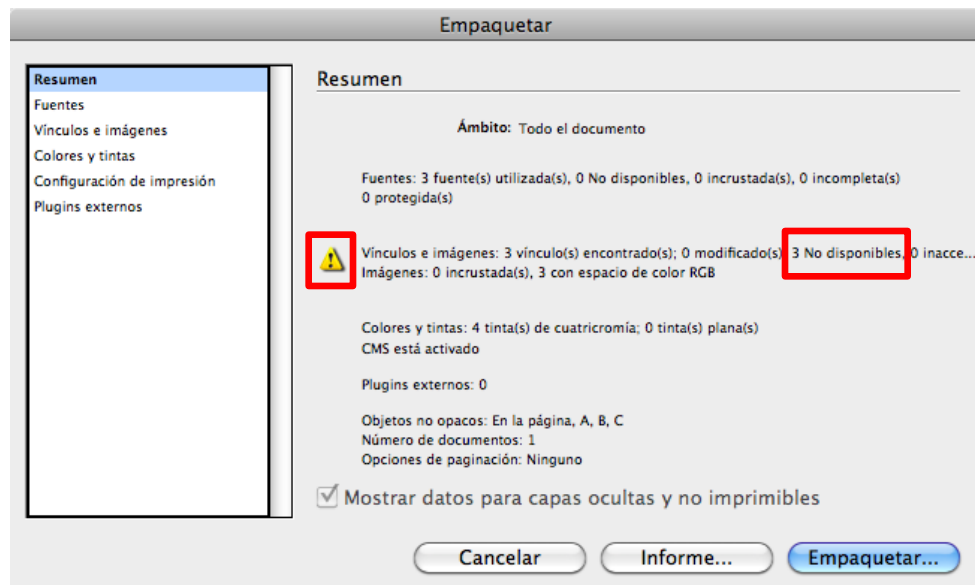 Empaquetar
Resumen
Fuentes
Vínculos e imágenes
Colores y tintas
Configuración de impresión
Plugins externos
Resumen
Ámbito: Todo el documento
Fuentes: 3 fuente(s) utilizada(s), 0 No disponibles, 0 incrustada(s), 0 incompleta(s)
0 protegida(s)
Vínculos e imágenes: 3 vínculo(s) encontrado(s); 0 modificado(s), 3 No disponibles, 0 inacce...
Imágenes: 0 incrustada(s), 3 con espacio de color RGB
Colores y tintas: 4 tinta(s) de cuatricromía; 0 tinta(s) plana(s)
CMS está activado
Plugins externos: 0
Objetos no opacos: En la página, A, B, C
Número de documentos: 1
Opciones de paginación: Ninguno
Mostrar datos para capas ocultas y no imprimibles
Cancelar Informe... Empaquetar...